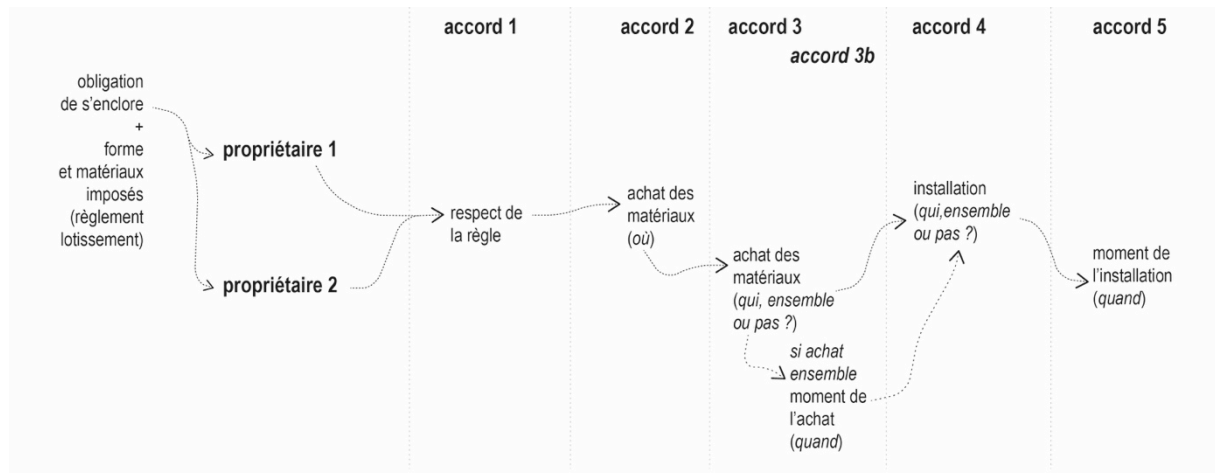 accord 1
accord 2
accord 3
accord 3b
accord 4
accord 5
obligation
de s’enclore
+
forme
et matériaux
imposés
(règlement
lotissement)
propriétaire 1
propriétaire 2
respect de
la règle
achat des
matériaux
(où)
achat des
matériaux
(qui, ensemble
ou pas ?)
si achat
ensemble
moment de
l’achat
(quand)
installation
(qui,ensemble
ou pas ?)
moment de
l’installation
(quand)